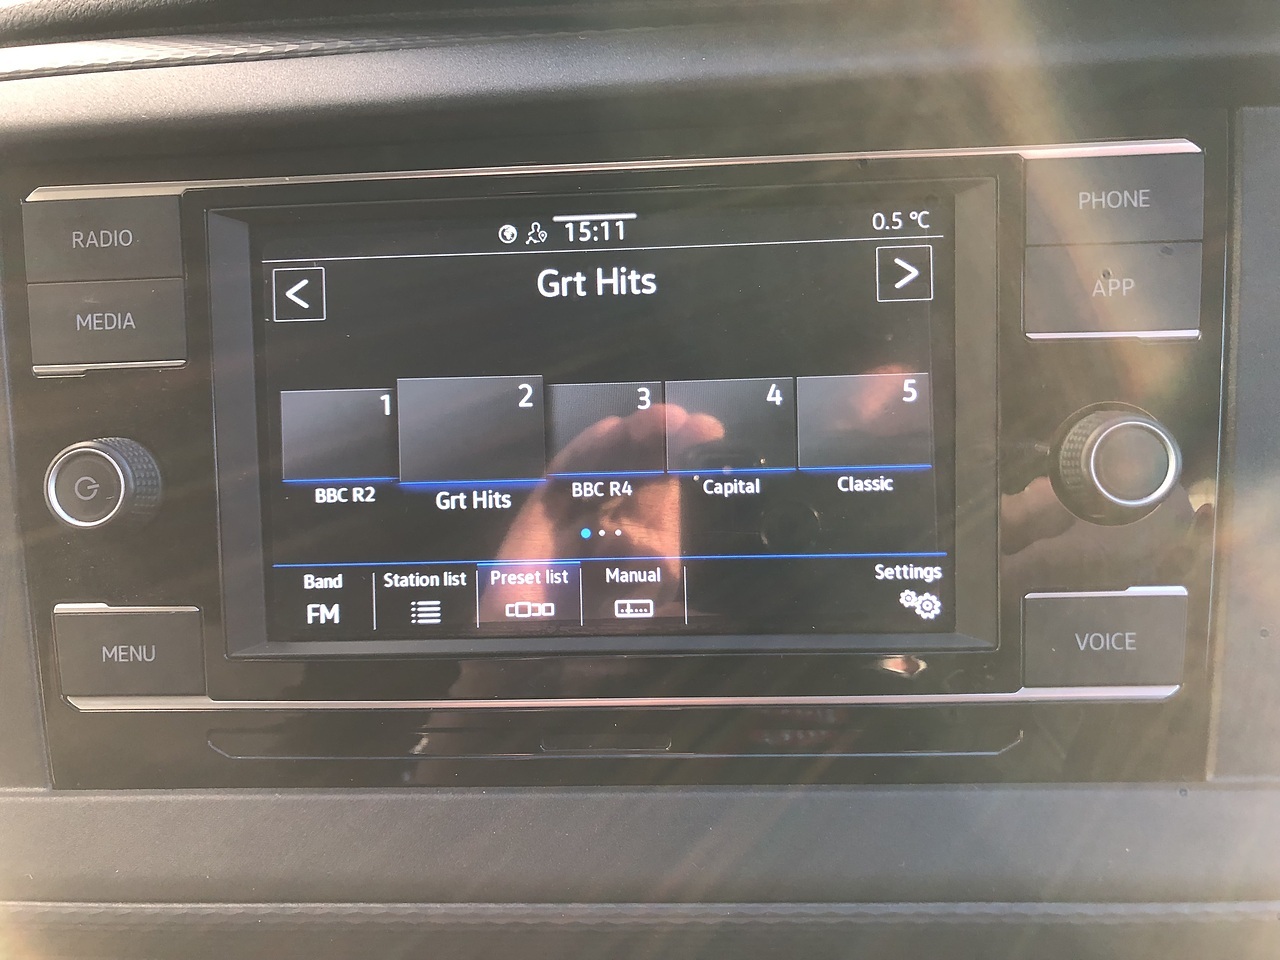 RADIO
MEDIA
MENU
15:11
0.5 °C
<
Grt Hits
>
1
2
3
4
5
BBC R2
Grt Hits
BBC R4
Capital
Classic
Band
FM
Station list
Preset list
Manual
Settings
PHONE
APP
VOICE